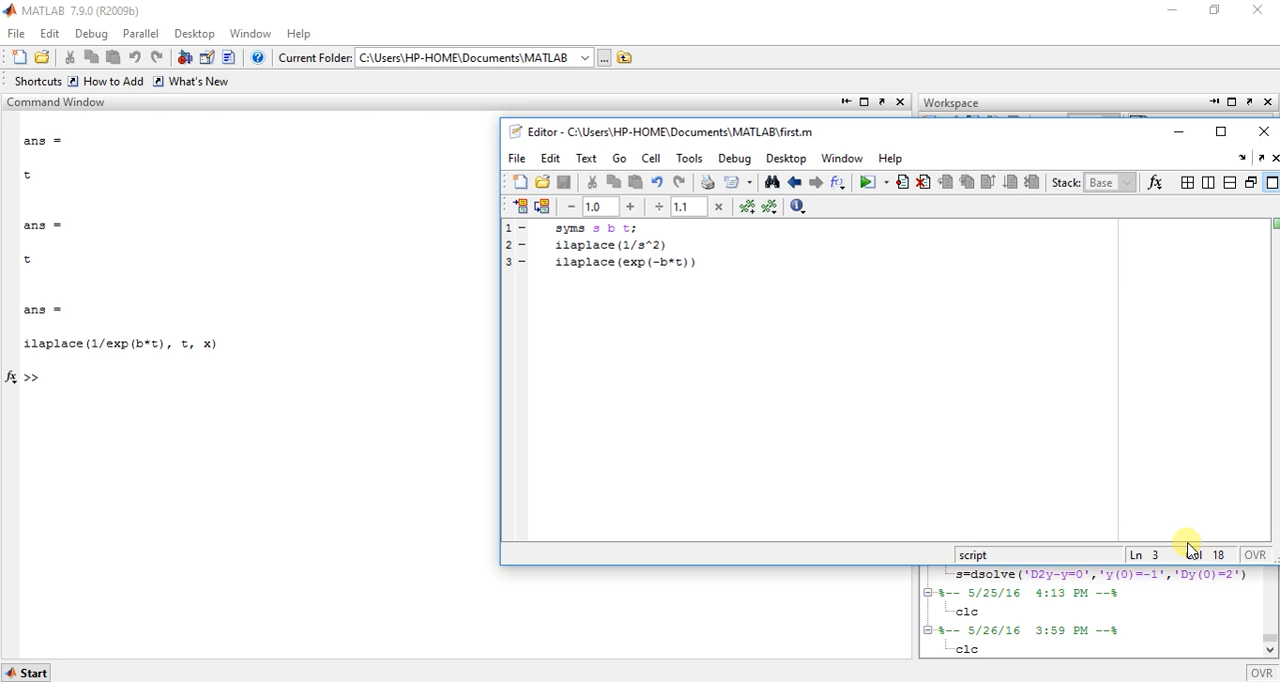 MATLAB 7.9.0 (R2009b)
File Edit Debug Parallel Desktop Window Help
Current Folder: C:\Users\HP-HOME\Documents\MATLAB ...
Shortcuts How to Add What's New
Command Window
Workspace
ans =
t
ans =
t
ans =
ilaplace(1/exp(b*t), t, x)
fx >>
Editor - C:\Users\HP-HOME\Documents\MATLAB\first.m
File Edit Text Go Cell Tools Debug Desktop Window Help
Stack: Base fx
− 1.0 + ÷ 1.1 ×
1 − syms s b t;
2 − ilaplace(1/s^2)
3 − ilaplace(exp(-b*t))
script Ln 3 Col 18 OVR
s=dsolve('D2y-y=0','y(0)=-1','Dy(0)=2')
%-- 5/25/16 4:13 PM --%
clc
%-- 5/26/16 3:59 PM --%
clc
Start
OVR